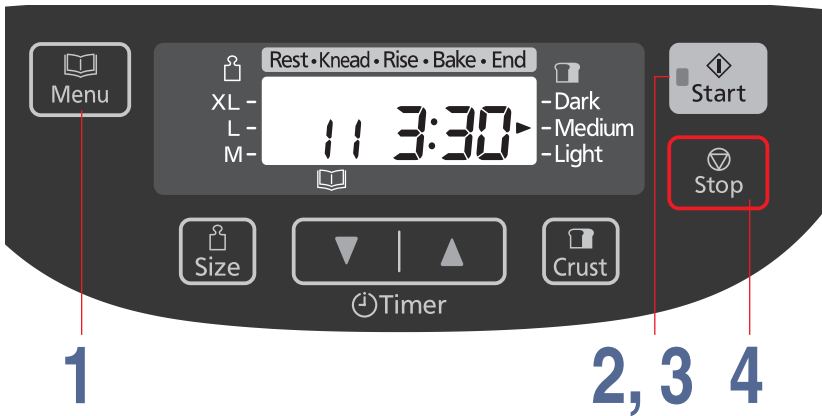 Rest•Knead•Rise•Bake•End
Menu
XL
L
M
11 3:30
Dark
Medium
Light
Start
Stop
Size
Timer
Crust
1
2, 3
4